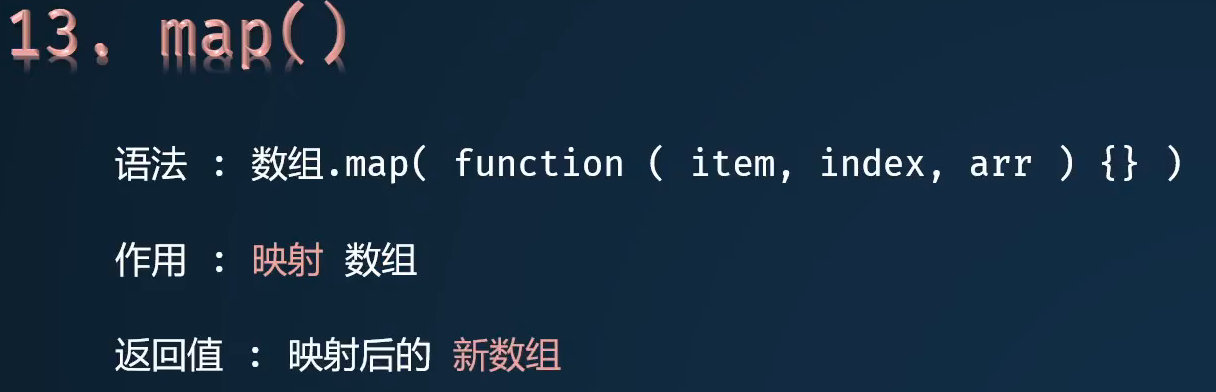 13. map()
语法 : 数组.map( function ( item, index, arr ) {} )
作用 : 映射 数组
返回值 : 映射后的 新数组